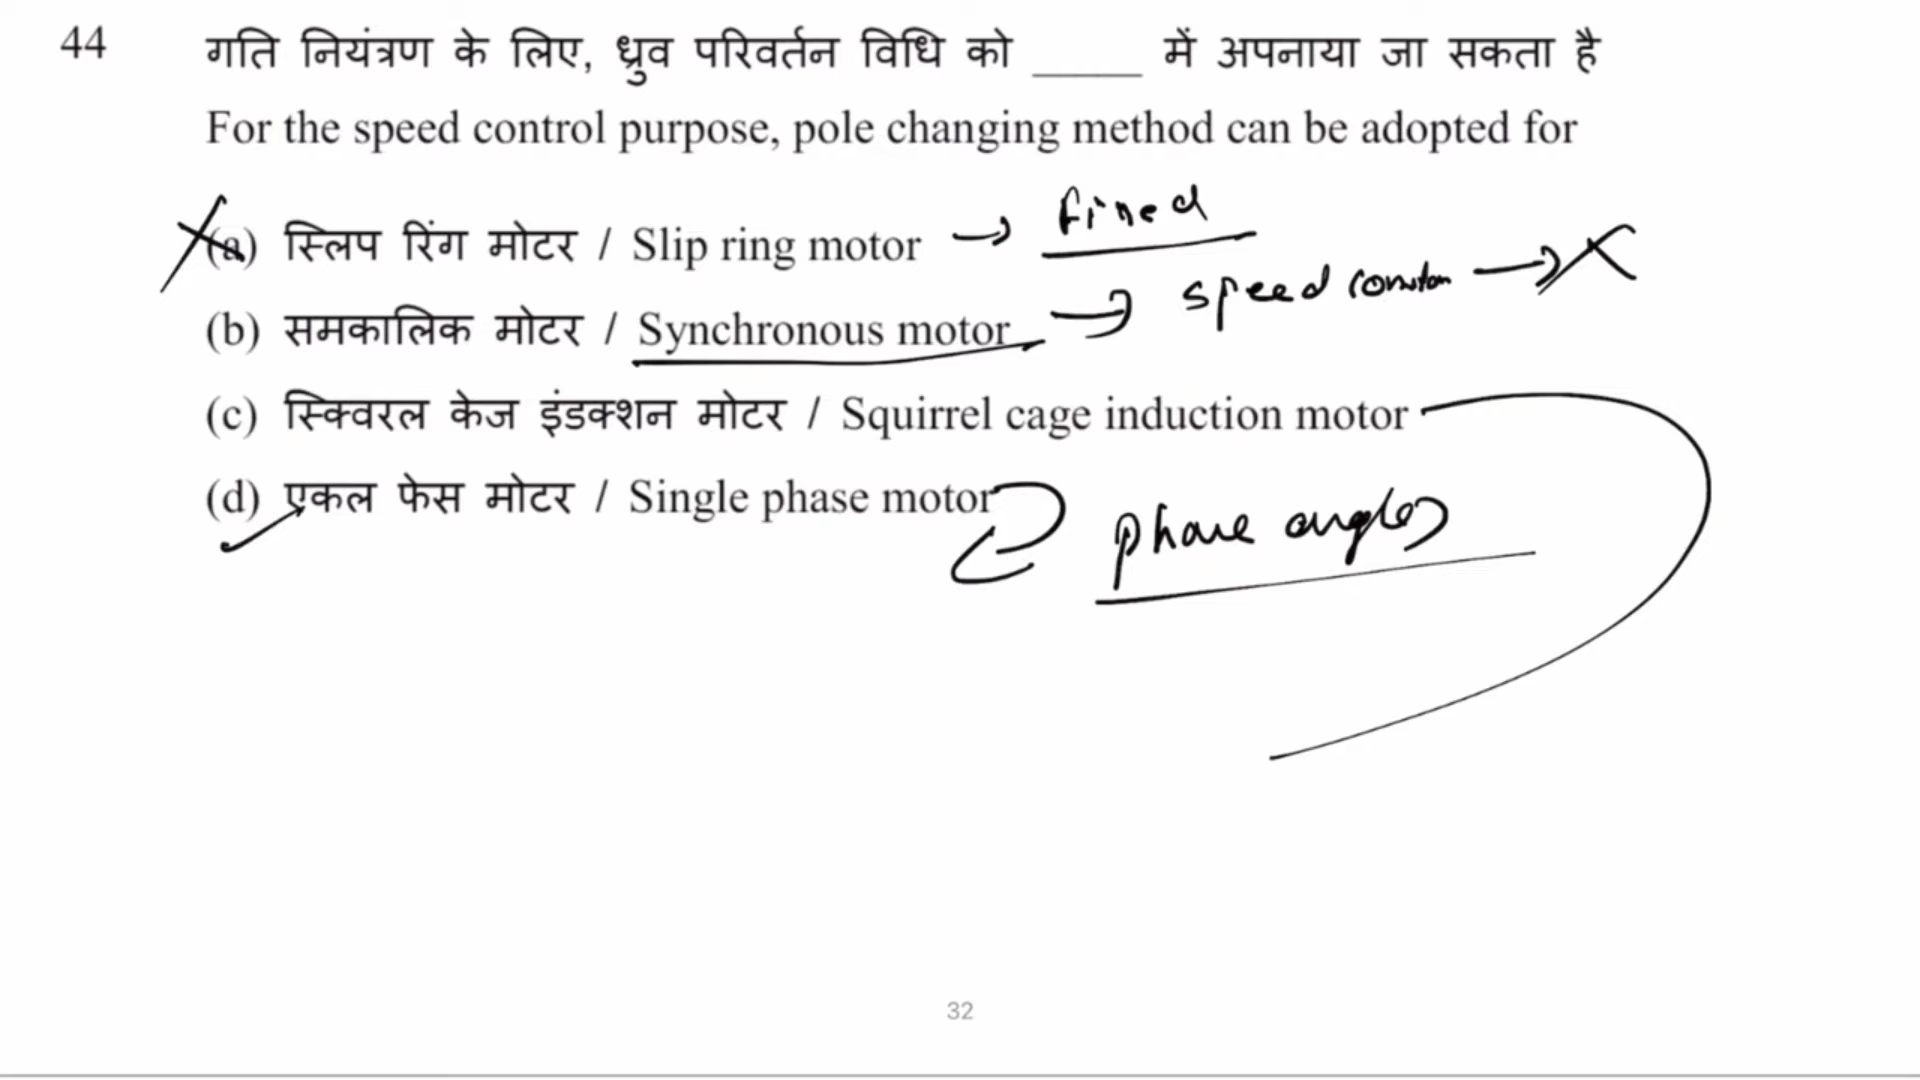 44 गति नियंत्रण के लिए, ध्रुव परिवर्तन विधि को _____ में अपनाया जा सकता है
For the speed control purpose, pole changing method can be adopted for
(a) स्लिप रिंग मोटर / Slip ring motor → fined
(b) समकालिक मोटर / Synchronous motor → speed constan → X
(c) स्क्विरल केज इंडक्शन मोटर / Squirrel cage induction motor
(d) एकल फेस मोटर / Single phase motor
phase angles
32